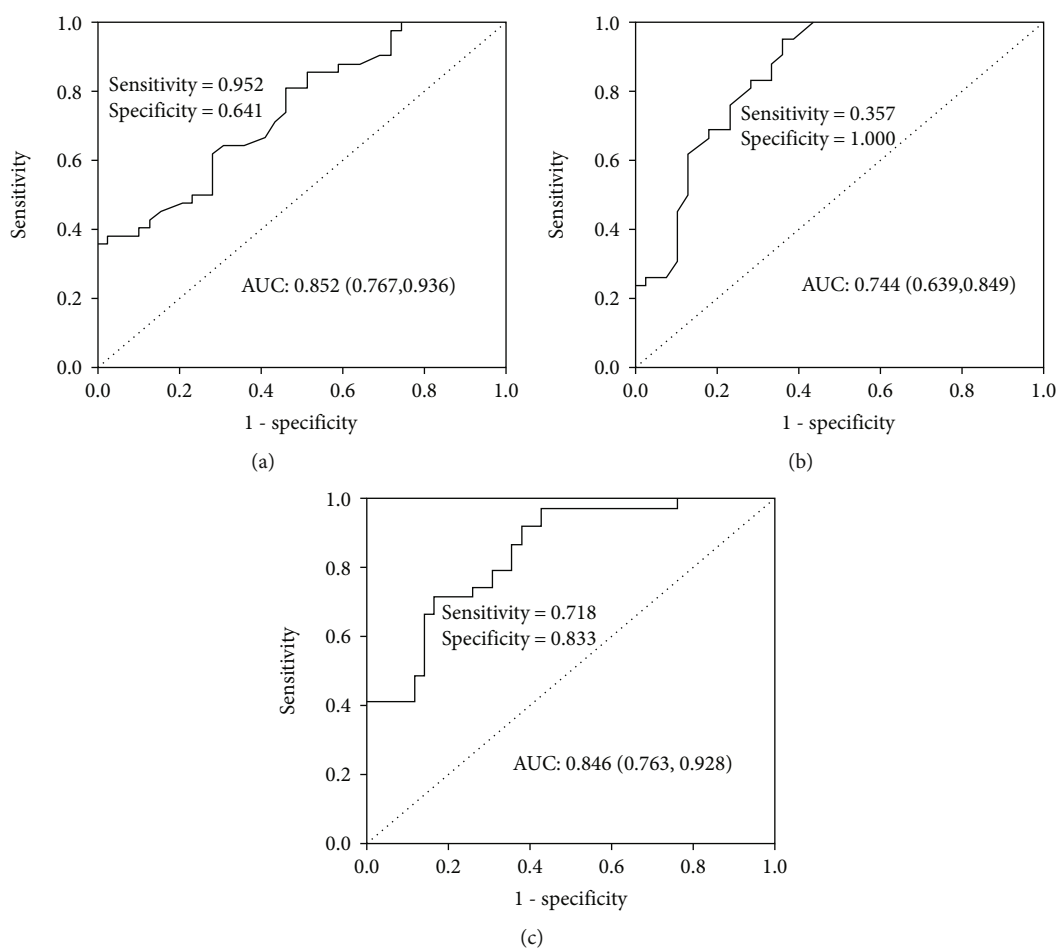 1.0
0.8
0.6
0.4
0.2
0.0
Sensitivity
Sensitivity = 0.952
Specificity = 0.641
AUC: 0.852 (0.767,0.936)
0.0 0.2 0.4 0.6 0.8 1.0
1 - specificity
(a)
1.0
0.8
0.6
0.4
0.2
0.0
Sensitivity
Sensitivity = 0.357
Specificity = 1.000
AUC: 0.744 (0.639,0.849)
0.0 0.2 0.4 0.6 0.8 1.0
1 - specificity
(b)
1.0
0.8
0.6
0.4
0.2
0.0
Sensitivity
Sensitivity = 0.718
Specificity = 0.833
AUC: 0.846 (0.763, 0.928)
0.0 0.2 0.4 0.6 0.8 1.0
1 - specificity
(c)